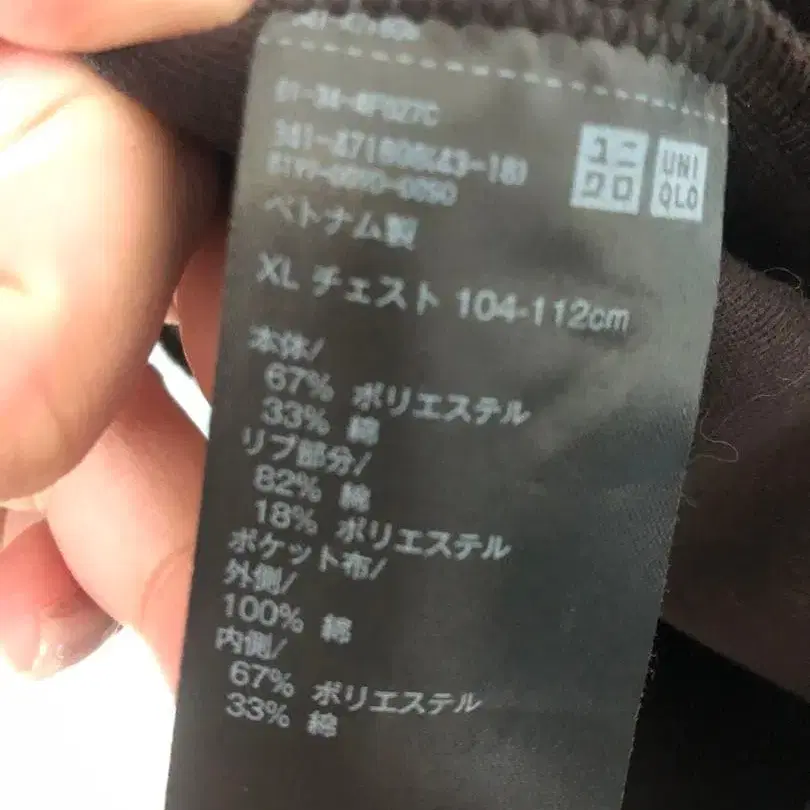 ユニ
クロ
UNI
QLO
ベトナム製
XL チェスト 104-112cm
本体/
67% ポリエステル
33% 綿
リブ部分/
82% 綿
18% ポリエステル
ポケット布/
外側/
100% 綿
内側/
67% ポリエステル
33% 綿